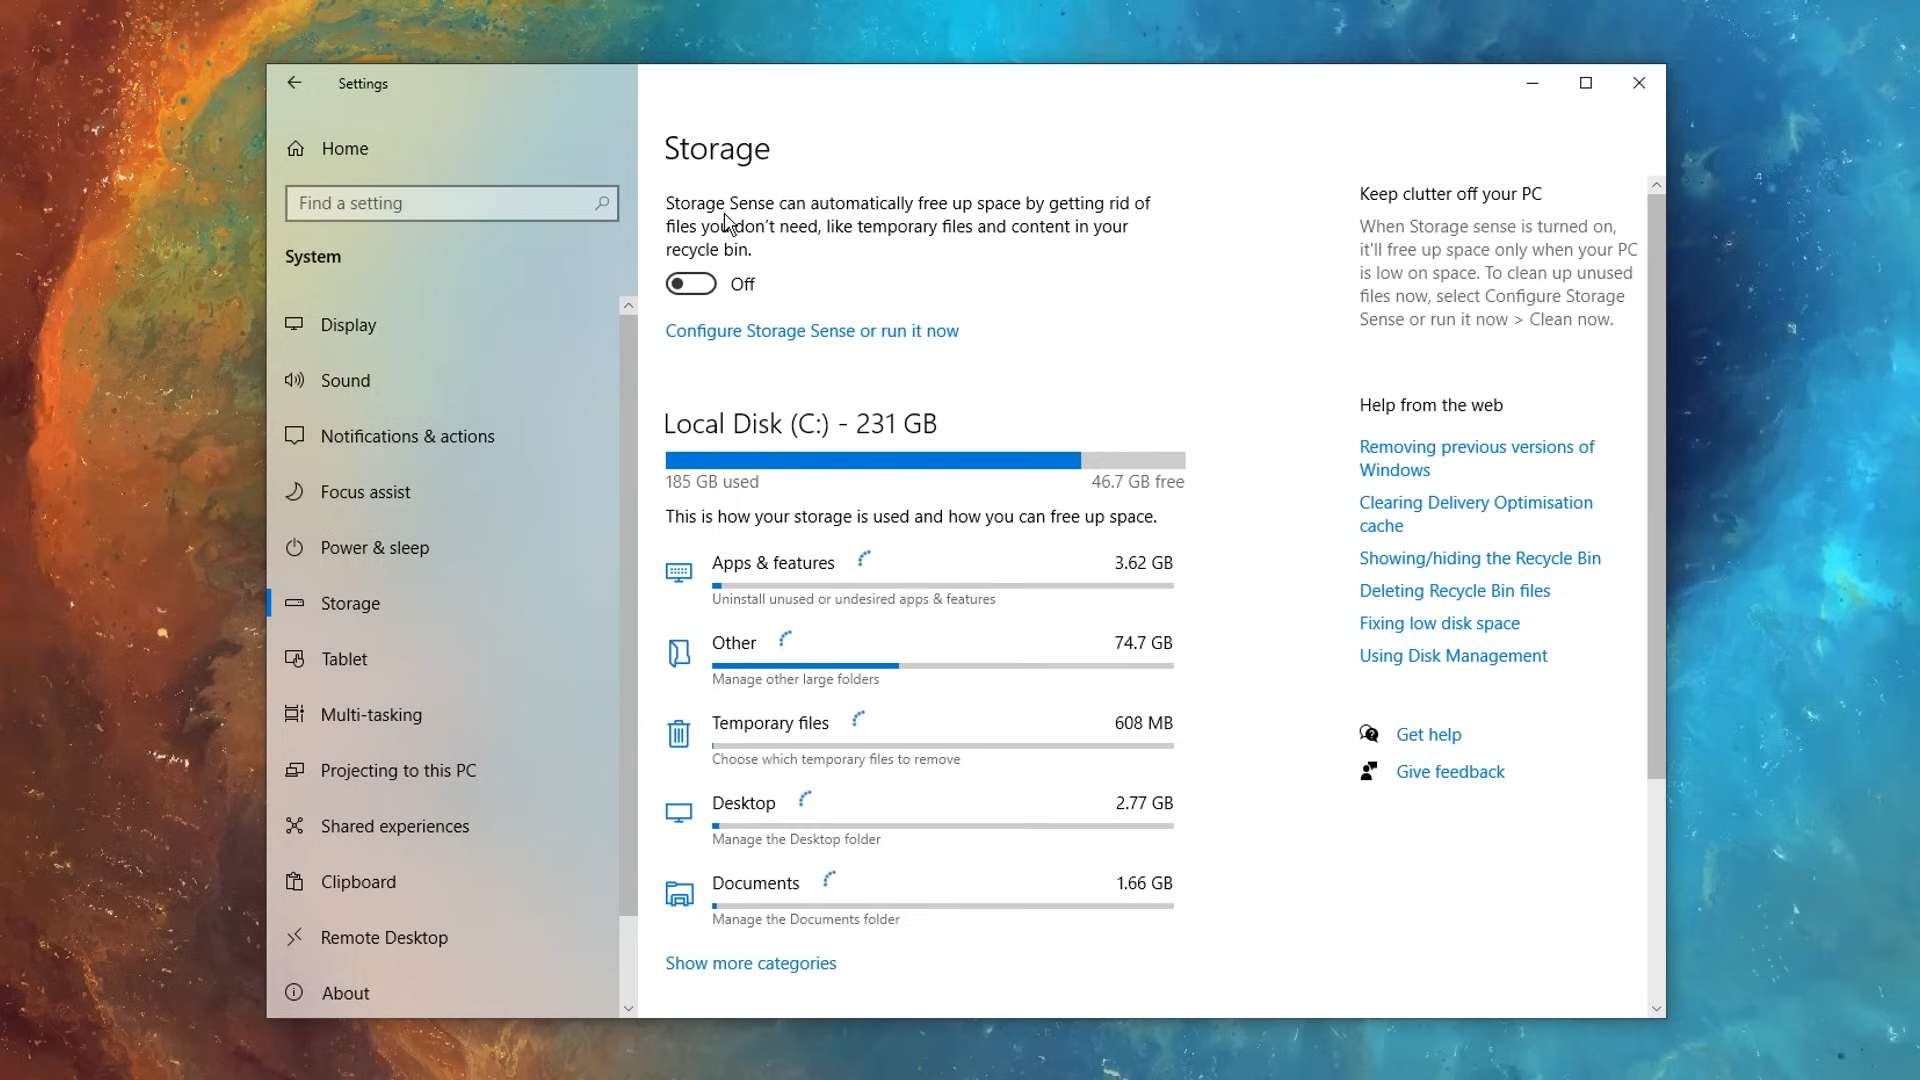 Settings
Home
Find a setting
System
Display
Sound
Notifications & actions
Focus assist
Power & sleep
Storage
Tablet
Multi-tasking
Projecting to this PC
Shared experiences
Clipboard
Remote Desktop
About
Storage
Storage Sense can automatically free up space by getting rid of
files you don't need, like temporary files and content in your
recycle bin.
Off
Configure Storage Sense or run it now
Local Disk (C:) - 231 GB
185 GB used
46.7 GB free
This is how your storage is used and how you can free up space.
Apps & features
3.62 GB
Uninstall unused or undesired apps & features
Other
74.7 GB
Manage other large folders
Temporary files
608 MB
Choose which temporary files to remove
Desktop
2.77 GB
Manage the Desktop folder
Documents
1.66 GB
Manage the Documents folder
Show more categories
Keep clutter off your PC
When Storage sense is turned on,
it'll free up space only when your PC
is low on space. To clean up unused
files now, select Configure Storage
Sense or run it now > Clean now.
Help from the web
Removing previous versions of
Windows
Clearing Delivery Optimisation
cache
Showing/hiding the Recycle Bin
Deleting Recycle Bin files
Fixing low disk space
Using Disk Management
Get help
Give feedback